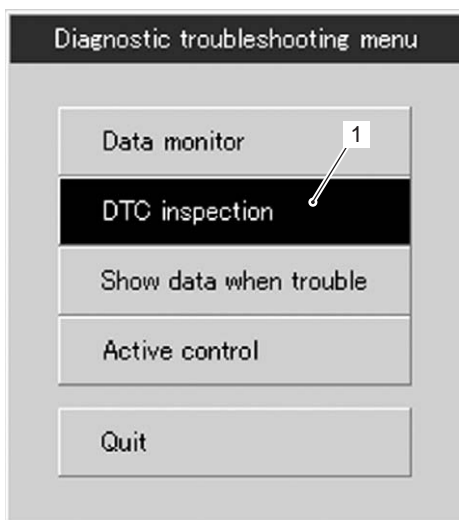 Diagnostic troubleshooting menu
Data monitor
1
DTC inspection
Show data when trouble
Active control
Quit